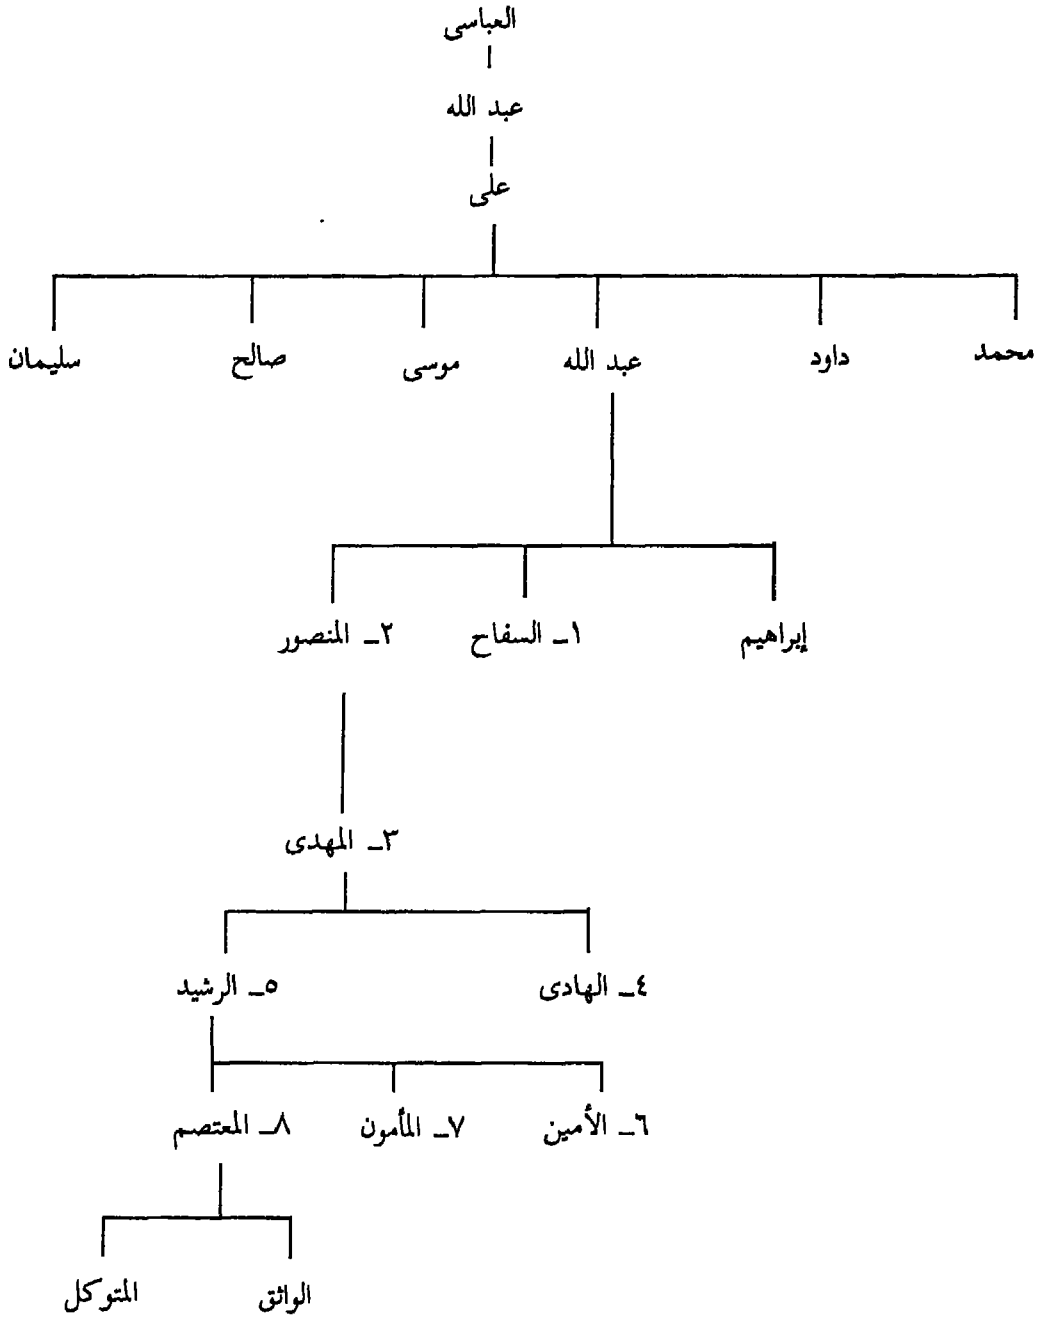 العباسى
عبد الله
على
محمد داود عبد الله موسى صالح سليمان
إبراهيم ١ـ السفاح ٢ـ المنصور
٣ـ المهدى
٤ـ الهادى ٥ـ الرشيد
٦ـ الأمين ٧ـ المأمون ٨ـ المعتصم
الواثق المتوكل